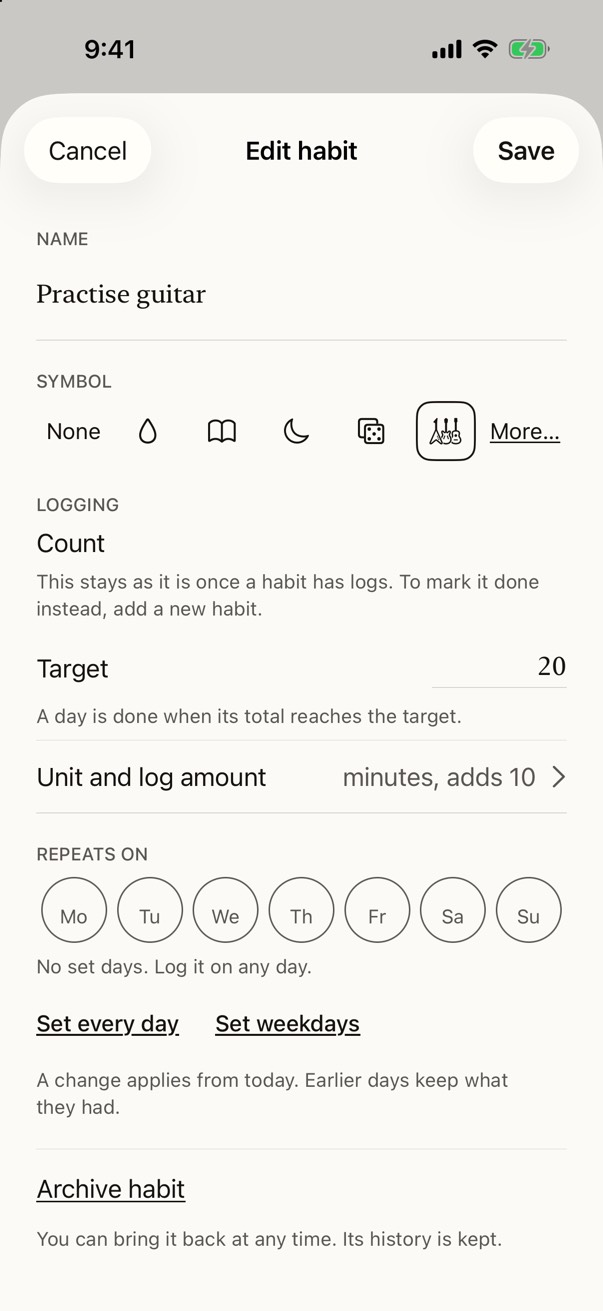 9:41
Cancel
Edit habit
Save
NAME
Practise guitar
SYMBOL
None
More...
LOGGING
Count
This stays as it is once a habit has logs. To mark it done
instead, add a new habit.
Target
20
A day is done when its total reaches the target.
Unit and log amount
minutes, adds 10
REPEATS ON
Mo
Tu
We
Th
Fr
Sa
Su
No set days. Log it on any day.
Set every day
Set weekdays
A change applies from today. Earlier days keep what
they had.
Archive habit
You can bring it back at any time. Its history is kept.